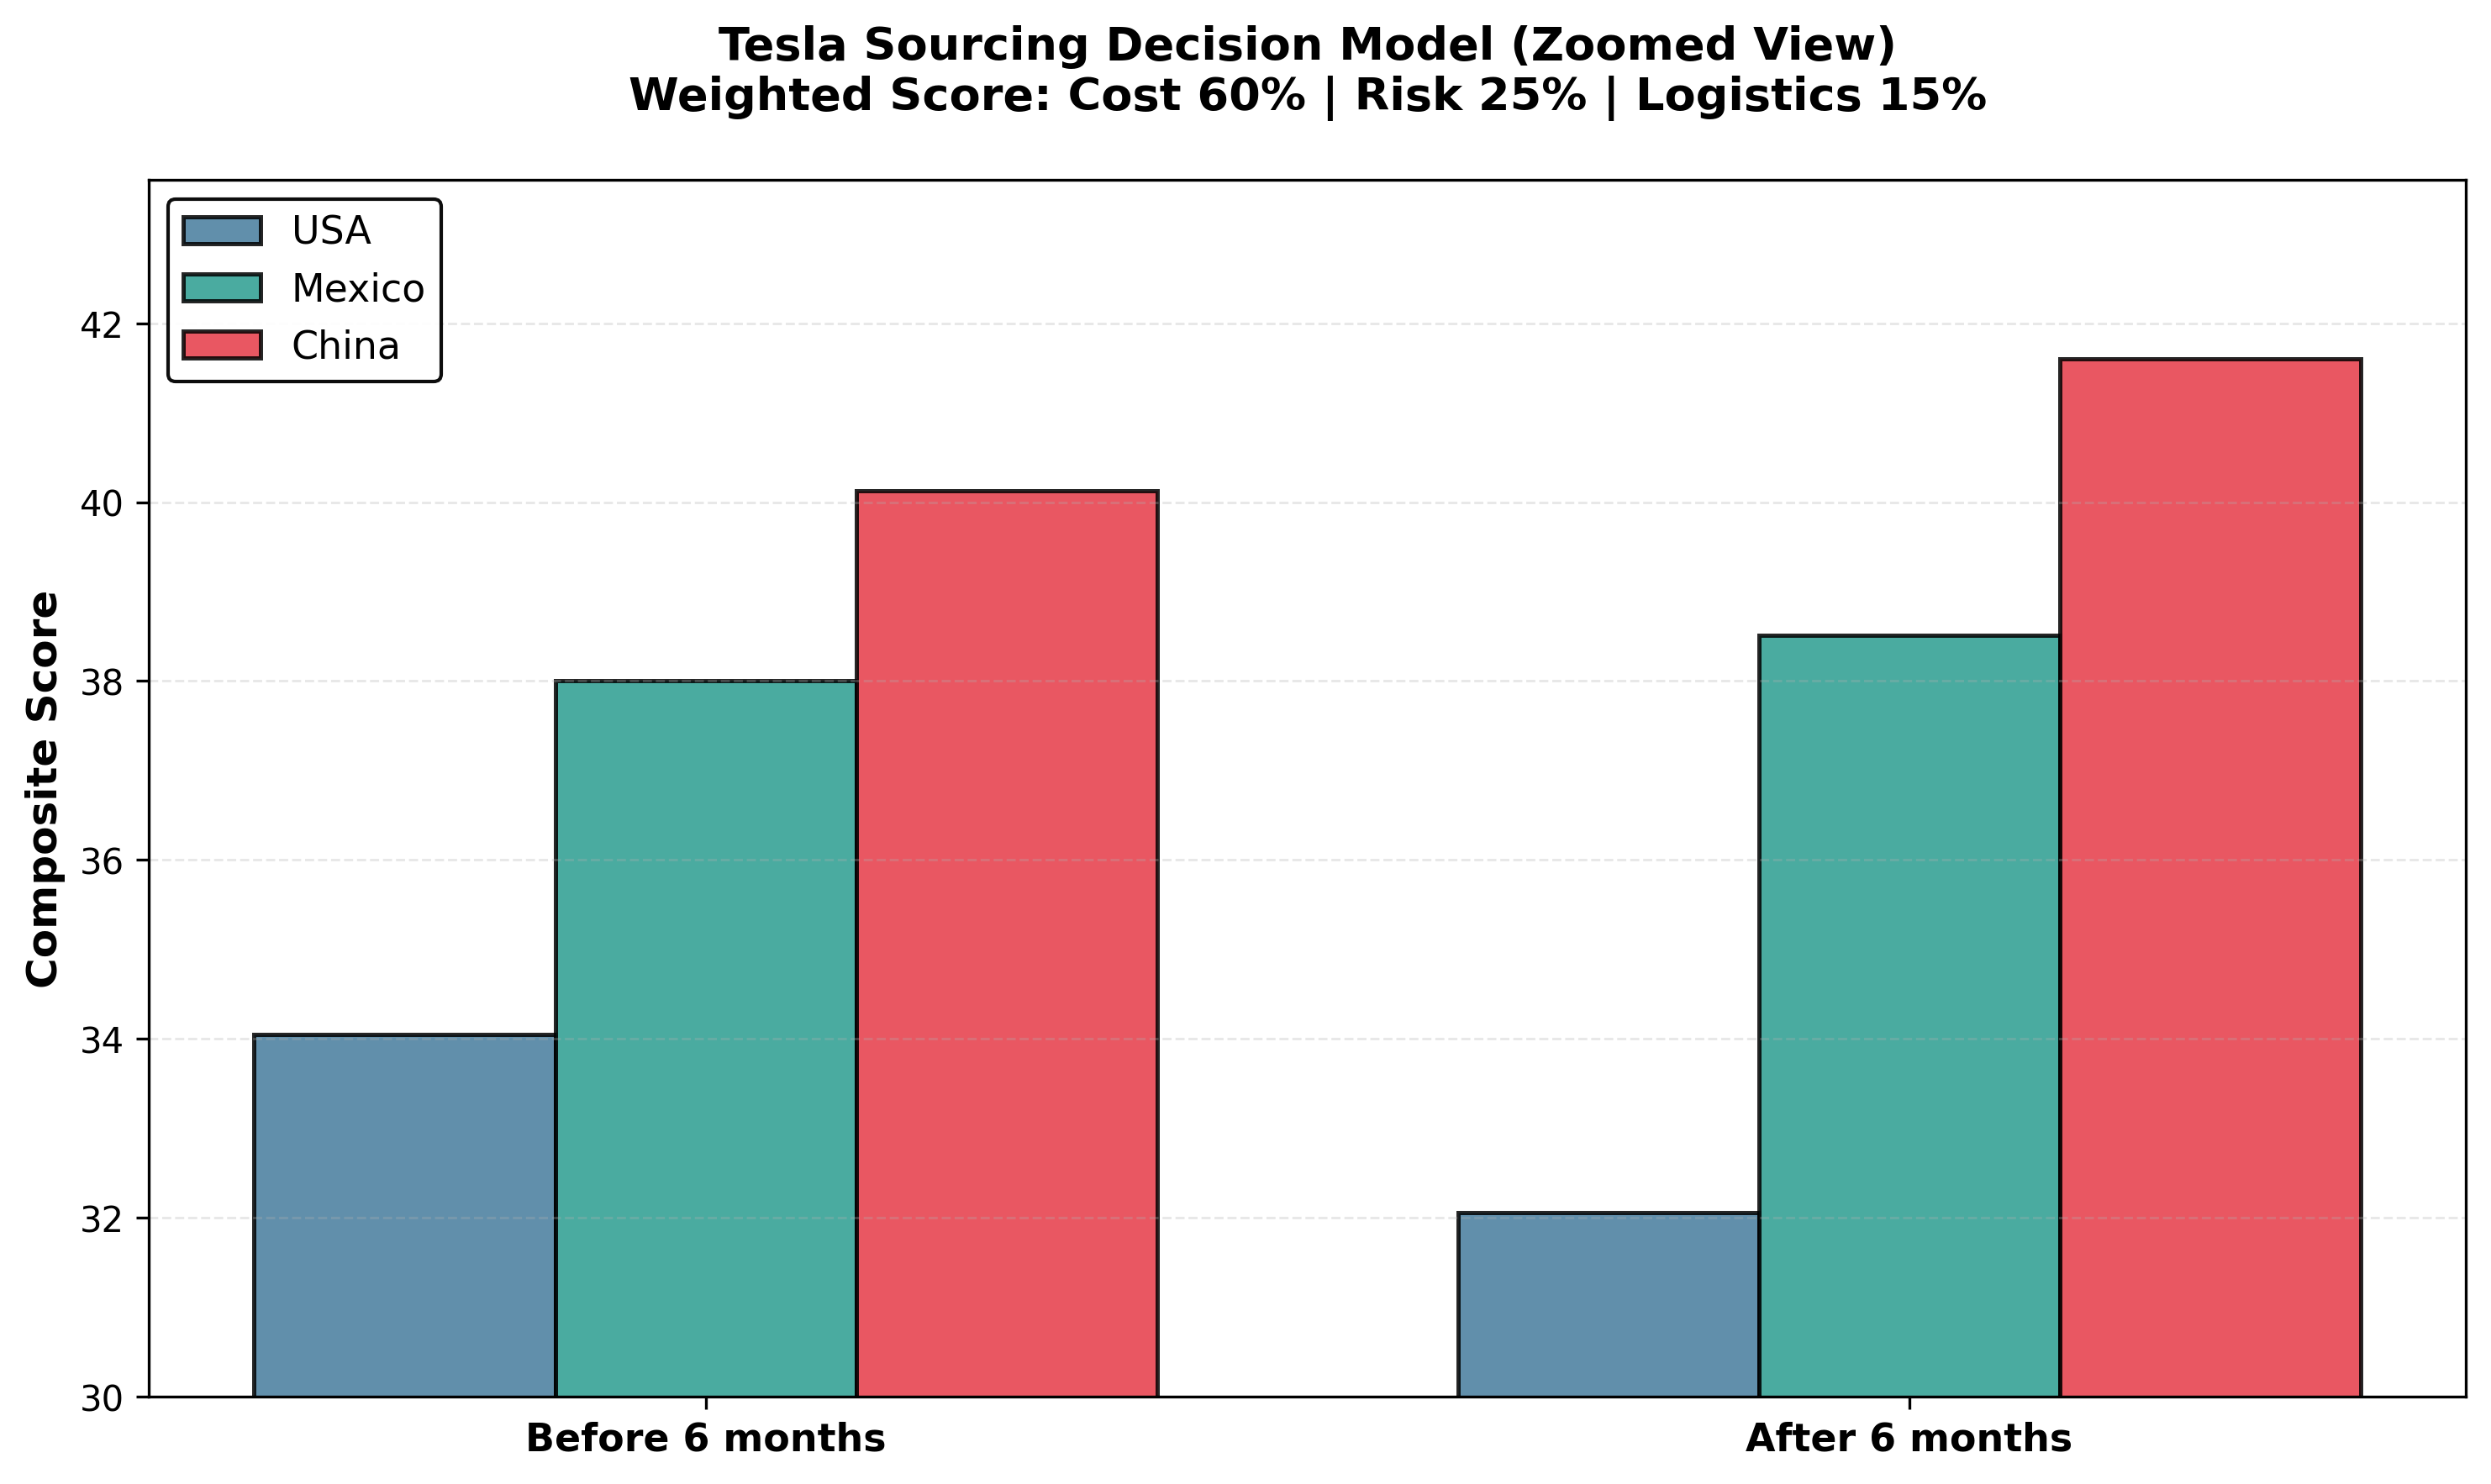 Tesla Sourcing Decision Model (Zoomed View)
Weighted Score: Cost 60% | Risk 25% | Logistics 15%
USA
Mexico
China
Composite Score
42
40
38
36
34
32
30
Before 6 months
After 6 months